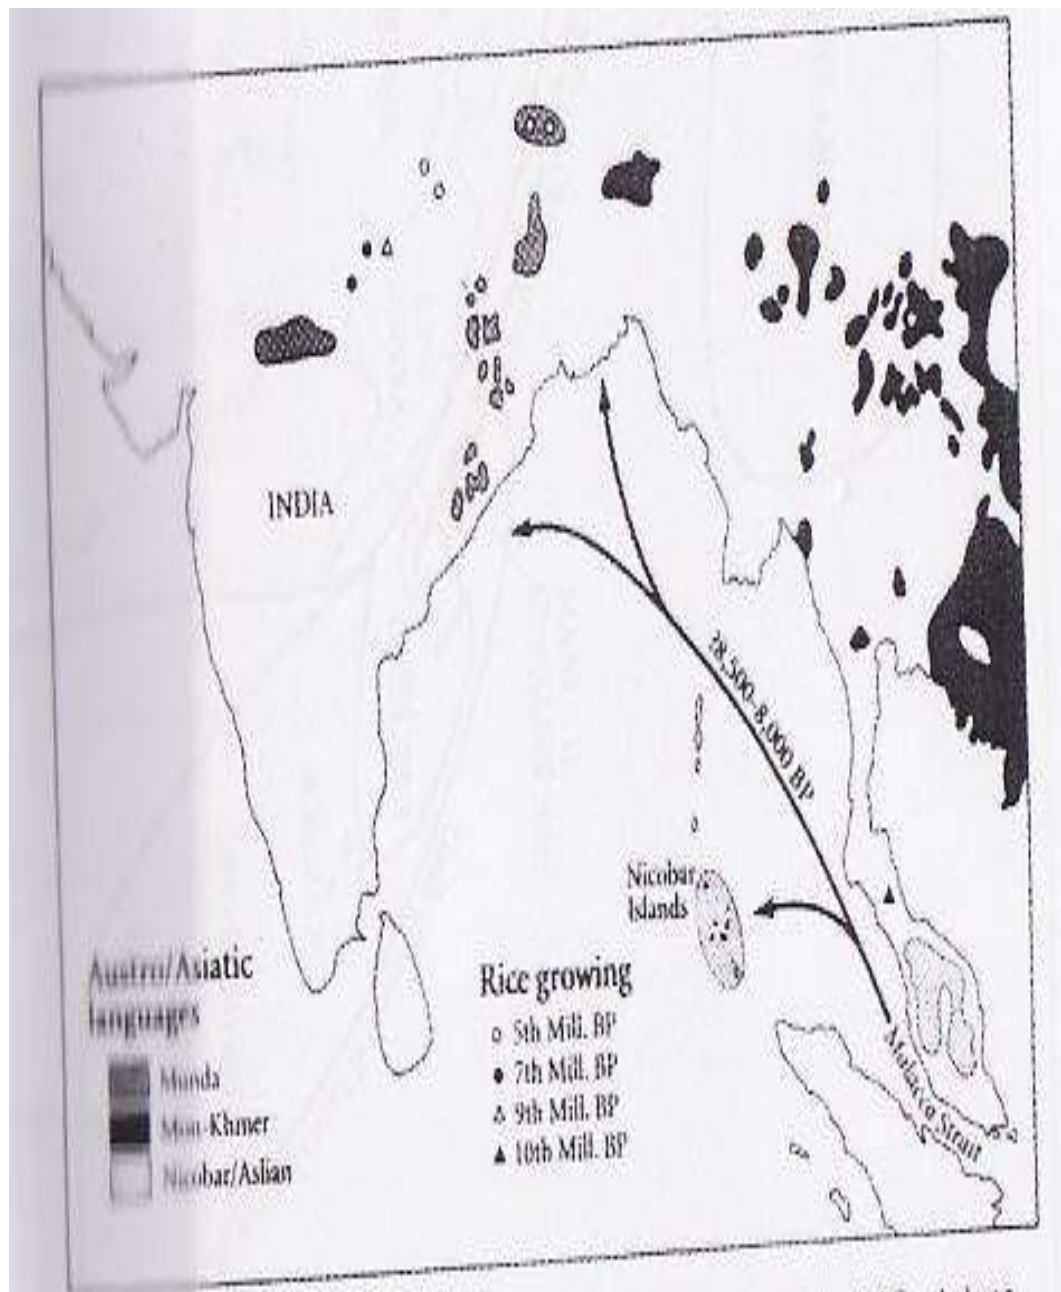 INDIA
?8,500–8,000 BP
Nicobar
Islands
Malacca Strait
Austro/Asiatic
languages
Munda
Mon-Khmer
Nicobar/Aslian
Rice growing
5th Mill. BP
7th Mill. BP
9th Mill. BP
10th Mill. BP